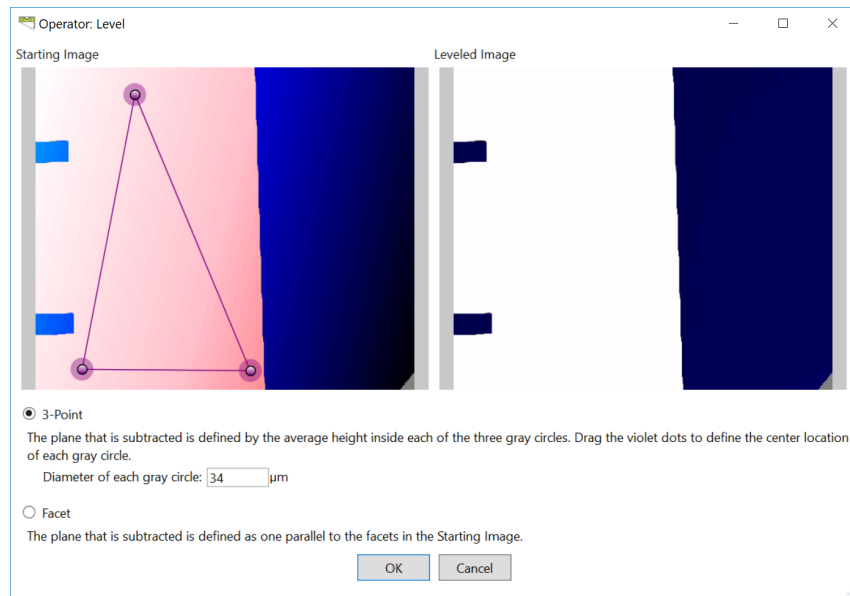 Operator: Level
Starting Image
Leveled Image
3-Point
The plane that is subtracted is defined by the average height inside each of the three gray circles. Drag the violet dots to define the center location
of each gray circle.
Diameter of each gray circle: 34 µm
Facet
The plane that is subtracted is defined as one parallel to the facets in the Starting Image.
OK
Cancel